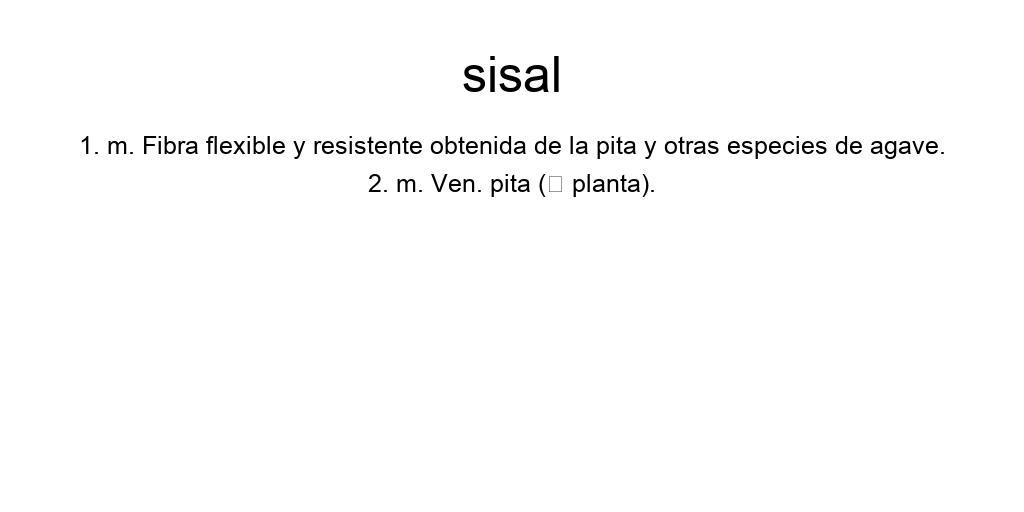 sisal
1. m. Fibra flexible y resistente obtenida de la pita y otras especies de agave.
2. m. Ven. pita (□ planta).